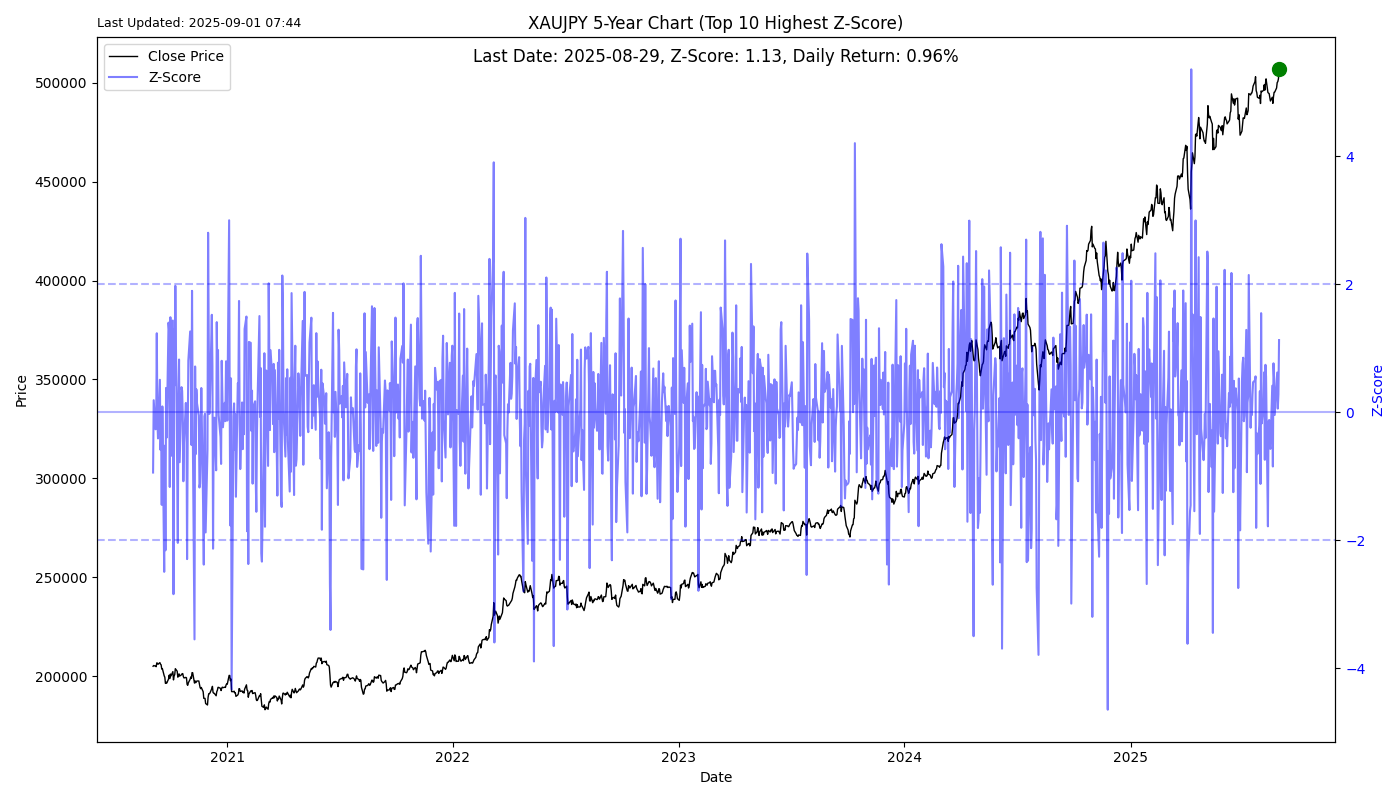 Last Updated: 2025-09-01 07:44
XAUJPY 5-Year Chart (Top 10 Highest Z-Score)
Last Date: 2025-08-29, Z-Score: 1.13, Daily Return: 0.96%
Close Price
Z-Score
500000
450000
400000
350000
300000
250000
200000
Price
4
2
0
−2
−4
Z-Score
2021
2022
2023
2024
2025
Date